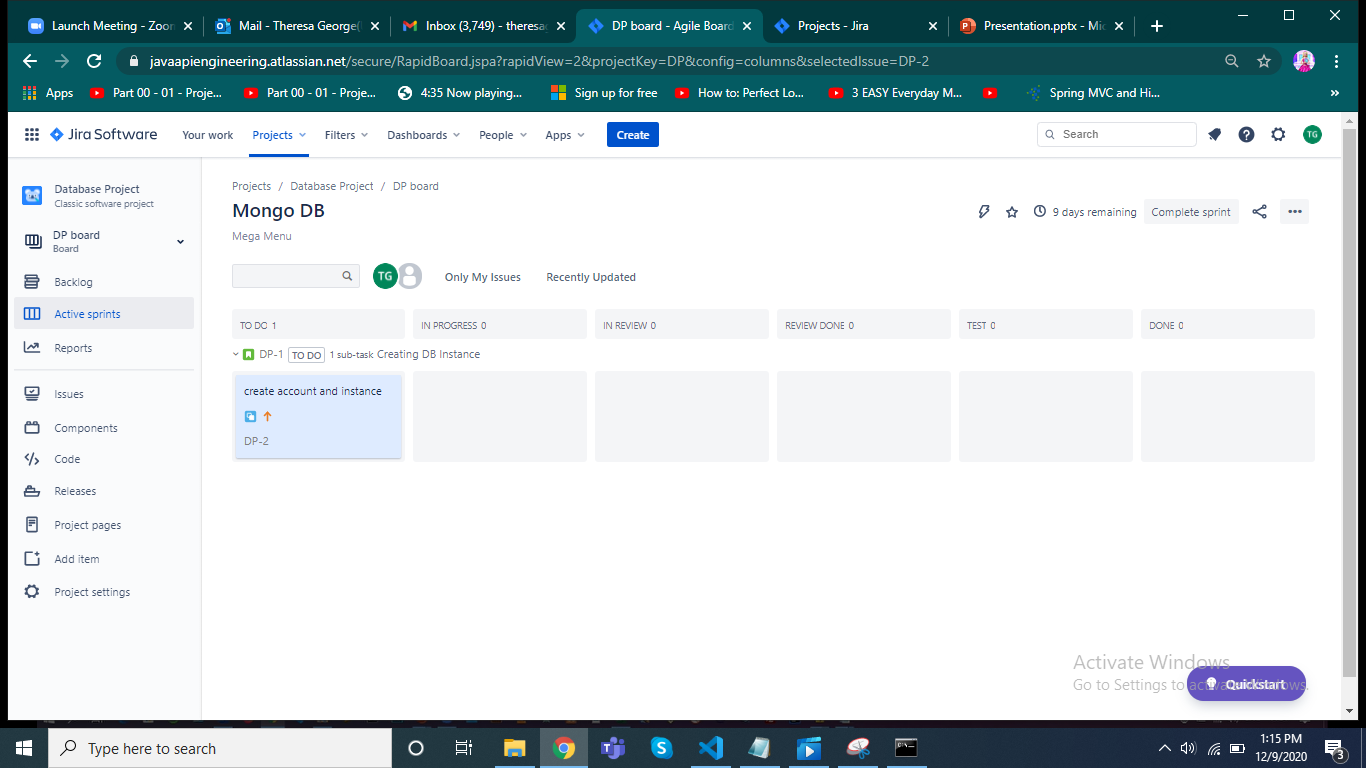 Launch Meeting - Zoom
Mail - Theresa George(
Inbox (3,749) - theresag
DP board - Agile Board
Projects - Jira
Presentation.pptx - Mic
javaapiengineering.atlassian.net/secure/RapidBoard.jspa?rapidView=2&projectKey=DP&config=columns&selectedIssue=DP-2
Apps
Part 00 - 01 - Proje...
Part 00 - 01 - Proje...
4:35 Now playing...
Sign up for free
How to: Perfect Lo...
3 EASY Everyday M...
Spring MVC and Hi...
»
Jira Software
Your work
Projects
Filters
Dashboards
People
Apps
Create
Search
TG
Database Project
Classic software project
DP board
Board
Backlog
Active sprints
Reports
Issues
Components
Code
Releases
Project pages
Add item
Project settings
Projects / Database Project / DP board
Mongo DB
9 days remaining
Complete sprint
Mega Menu
TG
Only My Issues
Recently Updated
TO DO 1
IN PROGRESS 0
IN REVIEW 0
REVIEW DONE 0
TEST 0
DONE 0
DP-1 TO DO 1 sub-task Creating DB Instance
create account and instance
DP-2
Activate Windows
Go to Settings to activate Windows.
Quickstart
Type here to search
1:15 PM
12/9/2020
3